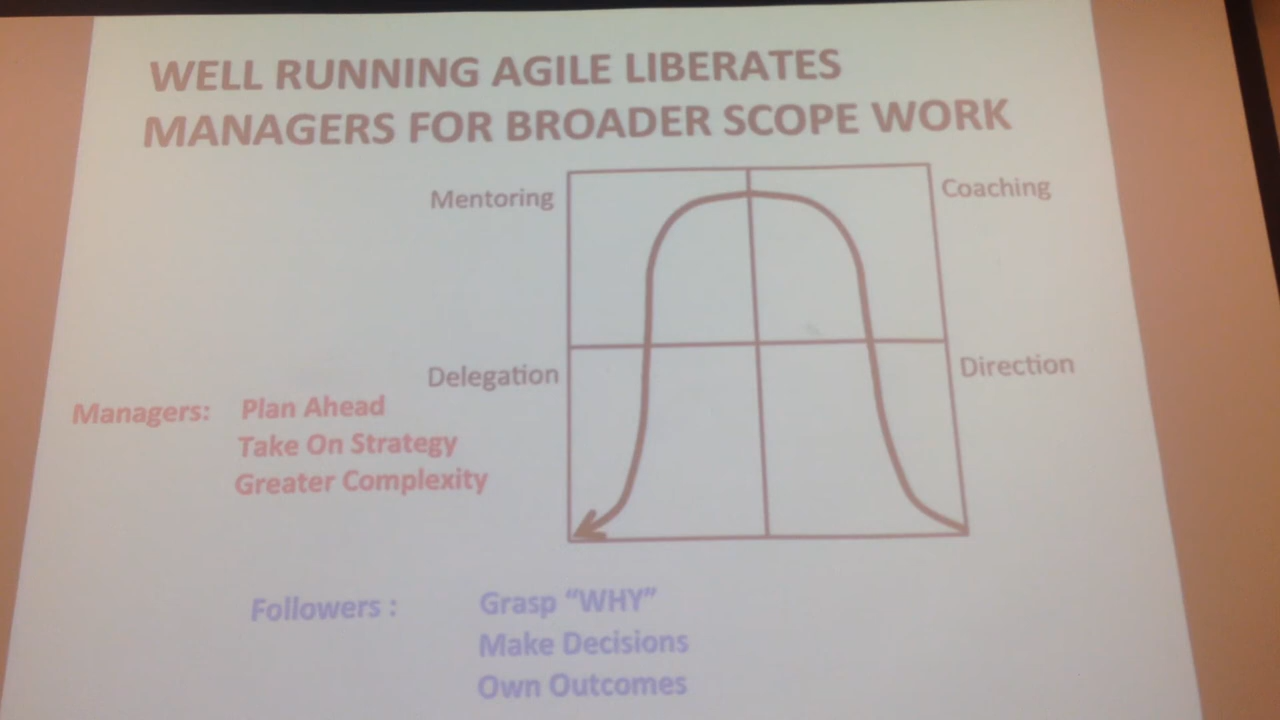 WELL RUNNING AGILE LIBERATES
MANAGERS FOR BROADER SCOPE WORK
Mentoring
Coaching
Delegation
Direction
Managers: Plan Ahead
Take On Strategy
Greater Complexity
Followers : Grasp “WHY”
Make Decisions
Own Outcomes